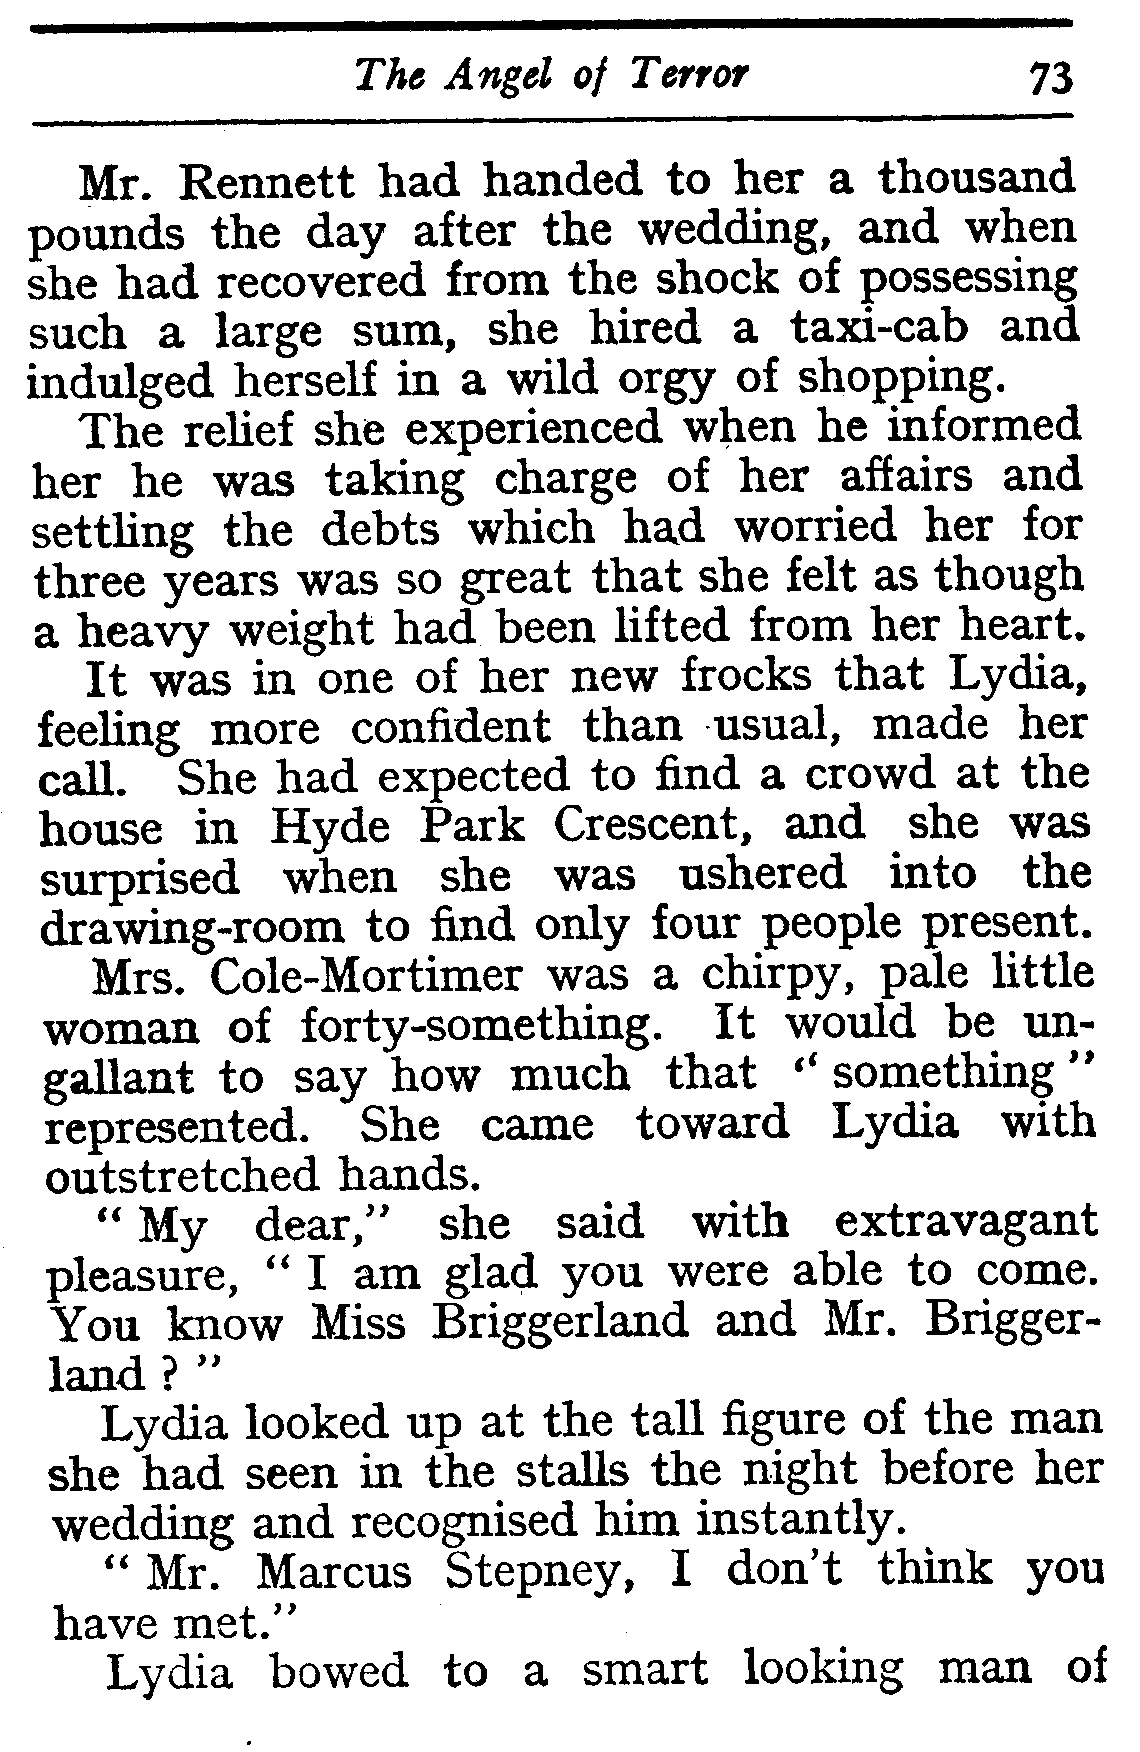 The Angel of Terror 73
Mr. Rennett had handed to her a thousand
pounds the day after the wedding, and when
she had recovered from the shock of possessing
such a large sum, she hired a taxi-cab and
indulged herself in a wild orgy of shopping.
The relief she experienced when he informed
her he was taking charge of her affairs and
settling the debts which had worried her for
three years was so great that she felt as though
a heavy weight had been lifted from her heart.
It was in one of her new frocks that Lydia,
feeling more confident than usual, made her
call. She had expected to find a crowd at the
house in Hyde Park Crescent, and she was
surprised when she was ushered into the
drawing-room to find only four people present.
Mrs. Cole-Mortimer was a chirpy, pale little
woman of forty-something. It would be un-
gallant to say how much that “ something ”
represented. She came toward Lydia with
outstretched hands.
“ My dear,” she said with extravagant
pleasure, “ I am glad you were able to come.
You know Miss Briggerland and Mr. Brigger-
land ? ”
Lydia looked up at the tall figure of the man
she had seen in the stalls the night before her
wedding and recognised him instantly.
“ Mr. Marcus Stepney, I don't think you
have met.”
Lydia bowed to a smart looking man of